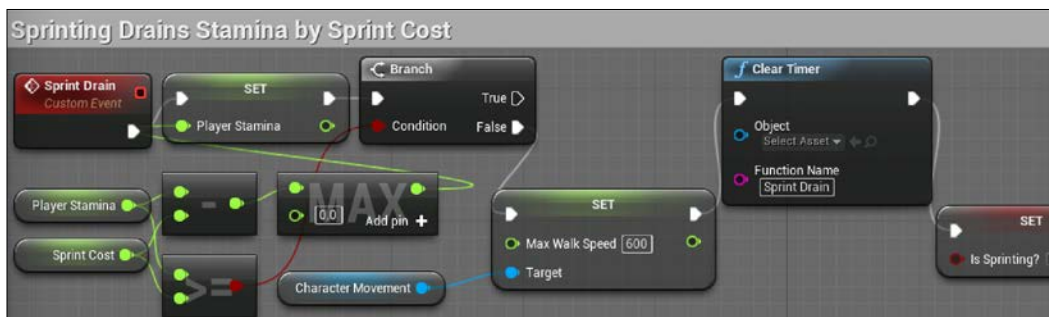 Sprinting Drains Stamina by Sprint Cost
Sprint Drain
Custom Event
SET
Player Stamina
Branch
Condition
True
False
Clear Timer
Object
Select Asset
Function Name
Sprint Drain
Player Stamina
Sprint Cost
-
>=
MAX
0.0
Add pin +
Character Movement
SET
Max Walk Speed 600
Target
SET
Is Sprinting?